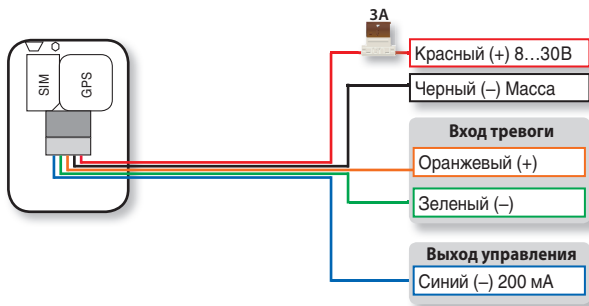 3А
Красный (+) 8...30В
SIM
GPS
Черный (–) Масса
Вход тревоги
Оранжевый (+)
Зеленый (–)
Выход управления
Синий (–) 200 мА